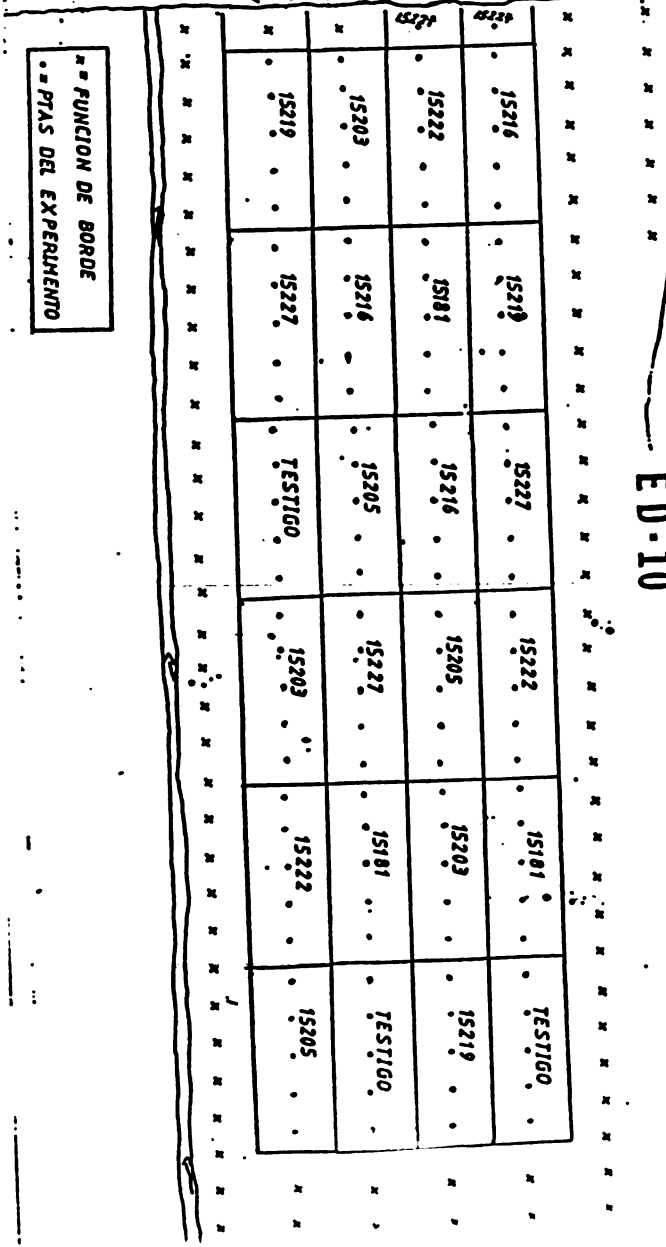 E D-10
15216 15219 15227 15222 15181 TESTIGO
15222 15181 15216 15205 15203 15219
15203 15216 15205 15227 15181 TESTIGO
15219 15227 TESTIGO 15203 15222 15205
x = FUNCION DE BORDE
• = PTAS DEL EXPERIMENTO